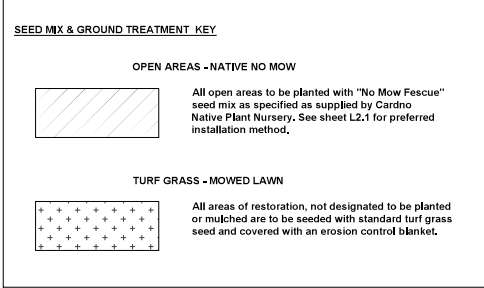 SEED MIX & GROUND TREATMENT KEY
OPEN AREAS - NATIVE NO MOW
All open areas to be planted with "No Mow Fescue"
seed mix as specified as supplied by Cardno
Native Plant Nursery. See sheet L2.1 for preferred
installation method.
TURF GRASS - MOWED LAWN
All areas of restoration, not designated to be planted
or mulched are to be seeded with standard turf grass
seed and covered with an erosion control blanket.